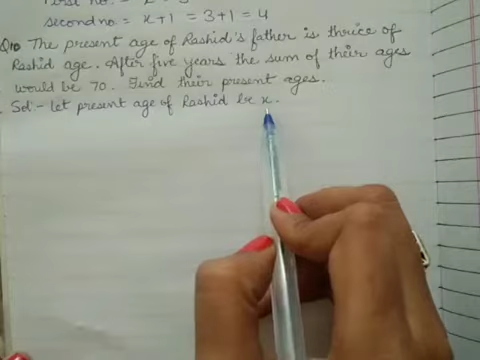 second no. = x+1 = 3+1 = 4
Q10 The present age of Rashid's father is thrice of
Rashid age. After five years the sum of their ages
would be 70. Find their present ages.
Sol:- let present age of Rashid be x.